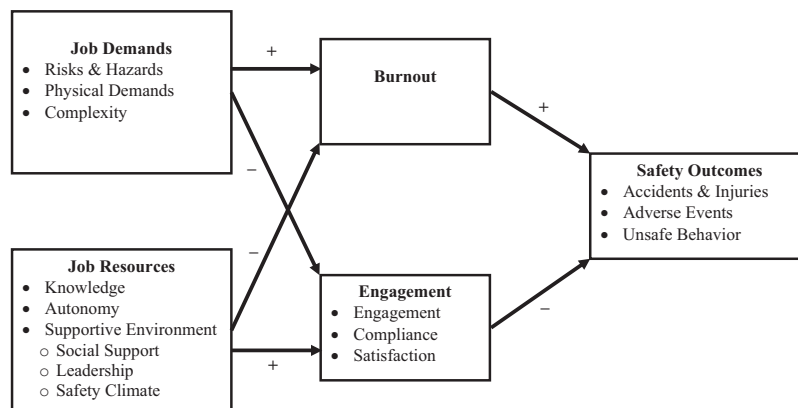 Job Demands
• Risks & Hazards
• Physical Demands
• Complexity
+
Burnout
+
–
Safety Outcomes
• Accidents & Injuries
• Adverse Events
• Unsafe Behavior
–
Job Resources
• Knowledge
• Autonomy
• Supportive Environment
o Social Support
o Leadership
o Safety Climate
+
Engagement
• Engagement
• Compliance
• Satisfaction
–